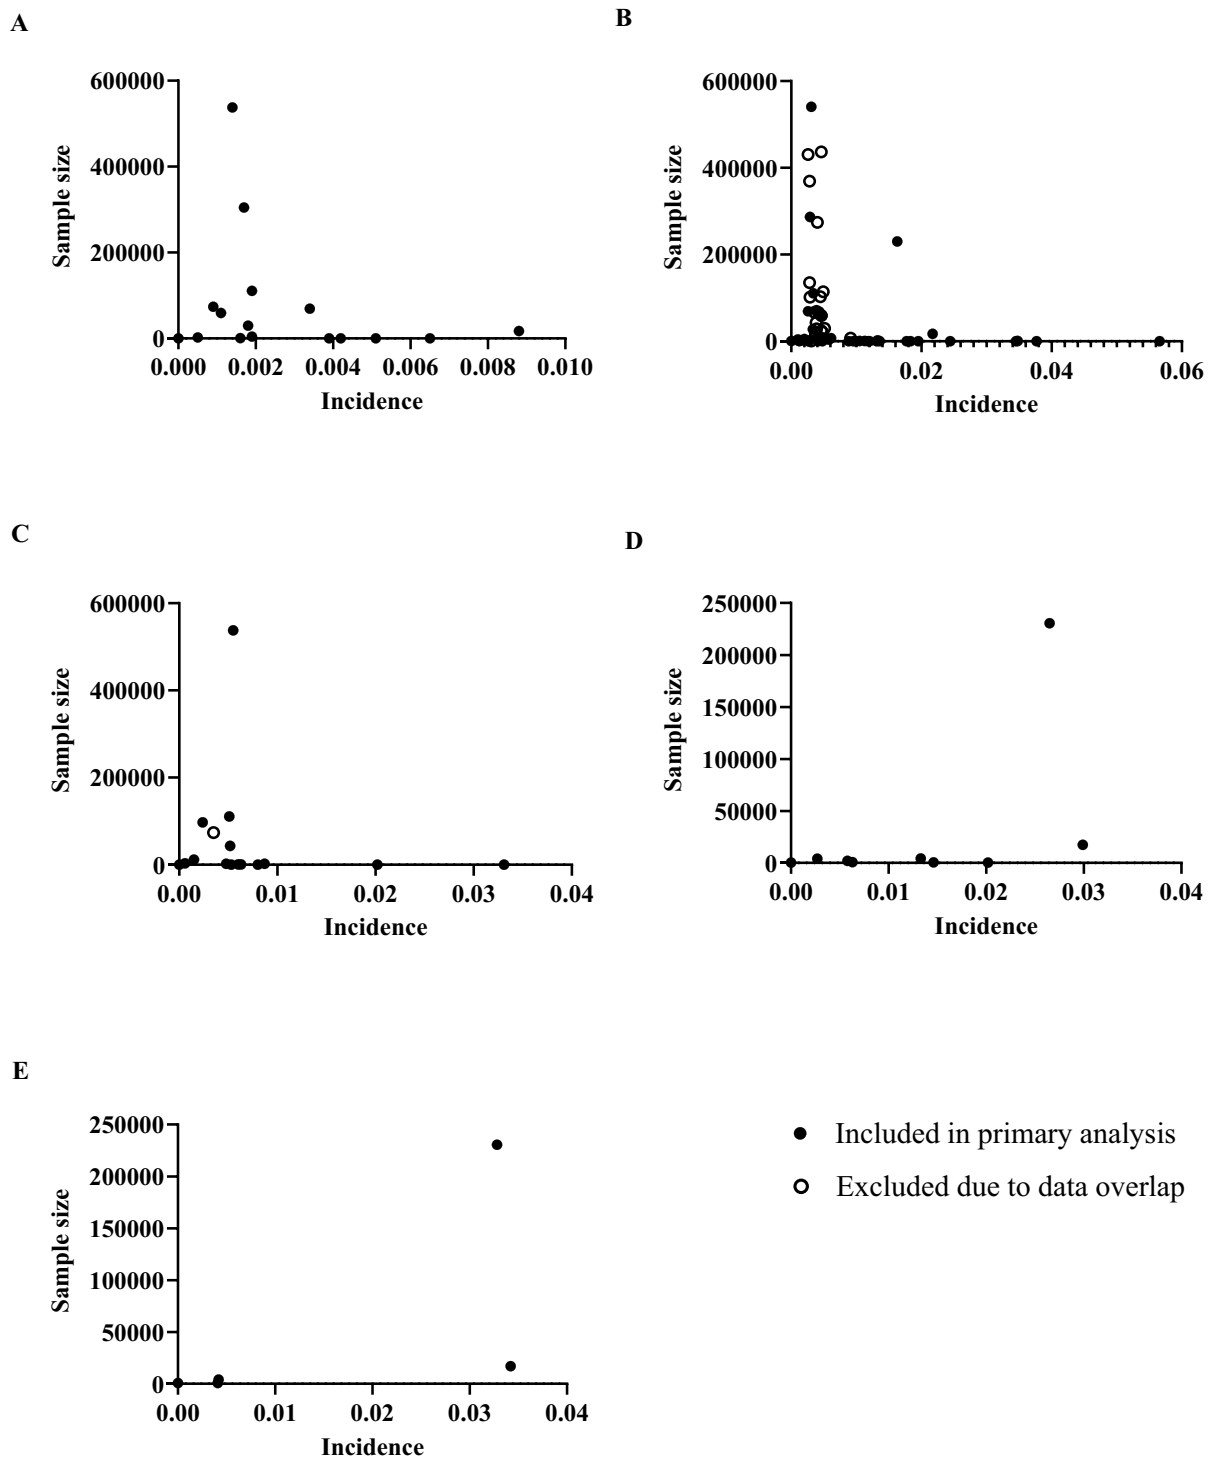 A
B
600000
400000
200000
0
Sample size
0.000 0.002 0.004 0.006 0.008 0.010
Incidence
600000
400000
200000
0
Sample size
0.00 0.02 0.04 0.06
Incidence
C
D
600000
400000
200000
0
Sample size
0.00 0.01 0.02 0.03 0.04
Incidence
250000
200000
150000
100000
50000
0
Sample size
0.00 0.01 0.02 0.03 0.04
Incidence
E
250000
200000
150000
100000
50000
0
Sample size
0.00 0.01 0.02 0.03 0.04
Incidence
Included in primary analysis
Excluded due to data overlap